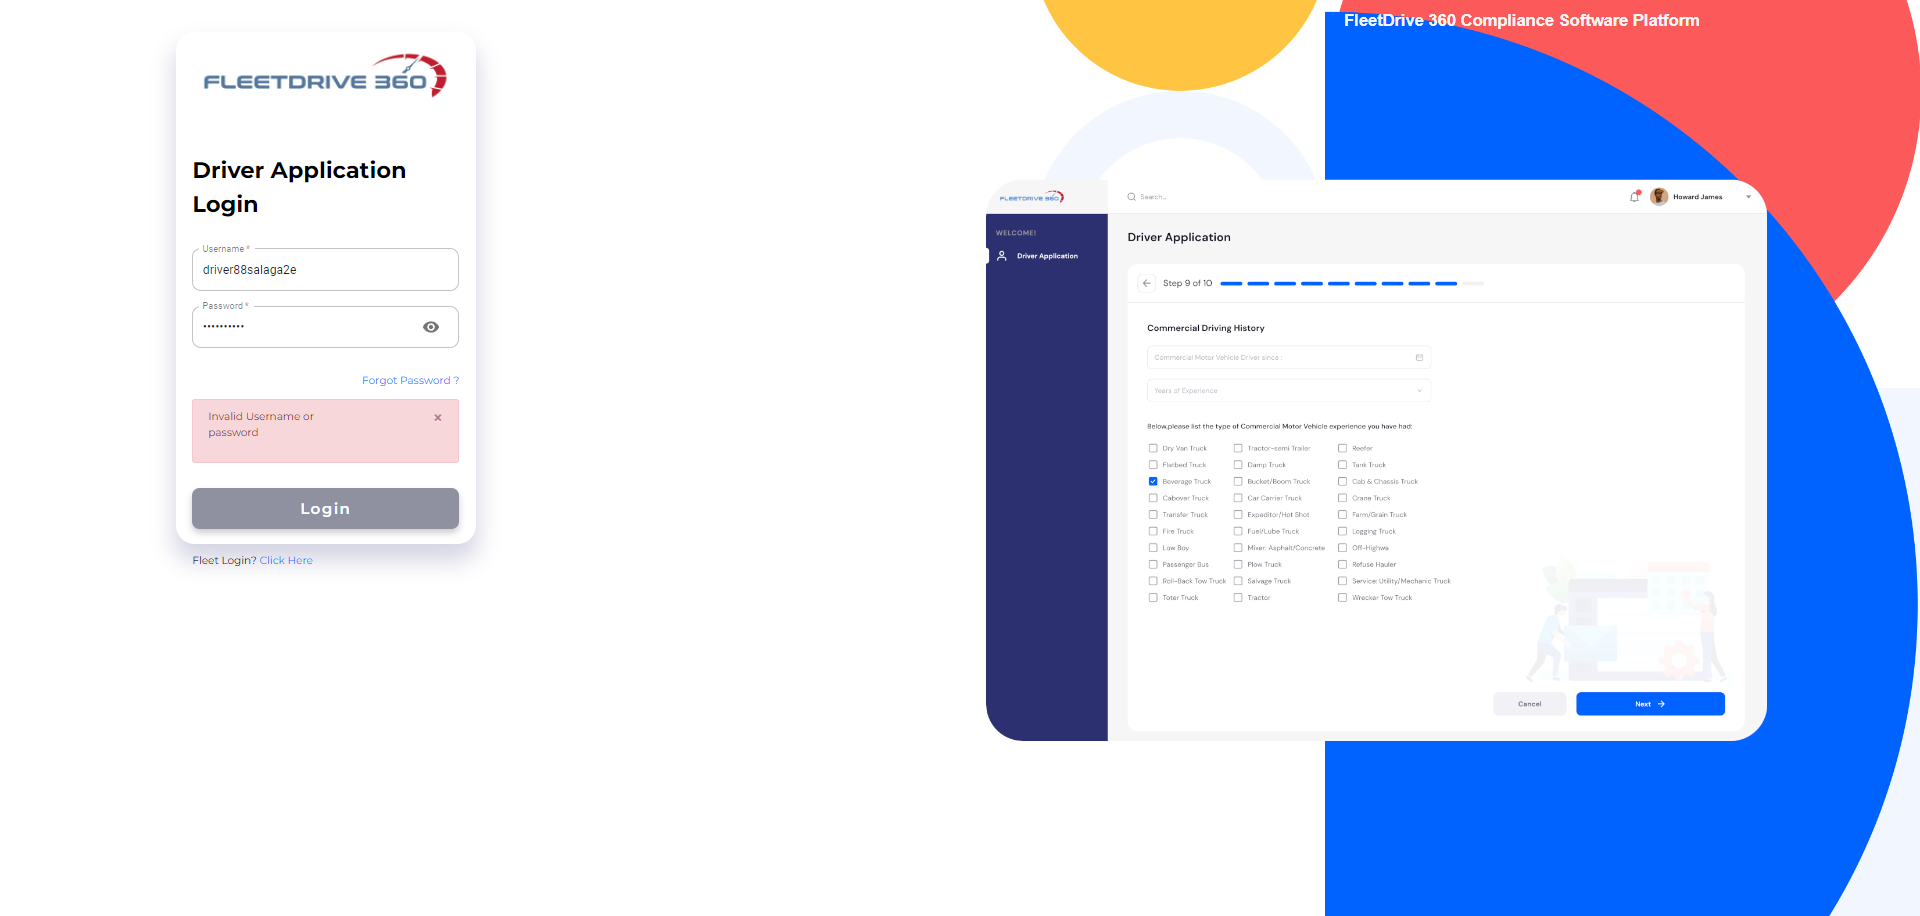 FLEETDRIVE 360
Driver Application
Login
Username *
driver88salaga2e
Password *
••••••••••
Forgot Password ?
Invalid Username or
password
×
Login
Fleet Login? Click Here
FleetDrive 360 Compliance Software Platform
FLEETDRIVE 360
Search..
Howard James
WELCOME!
Driver Application
Driver Application
Step 9 of 10
Commercial Driving History
Commercial Motor Vehicle Driver since :
Years of Experience
Below,please list the type of Commercial Motor Vehicle experience you have had:
Dry Van Truck Tractor-semi Trailer Reefer
Flatbed Truck Damp Truck Tank Truck
Beverage Truck Bucket/Boom Truck Cab & Chassis Truck
Cabover Truck Car Carrier Truck Crane Truck
Transfer Truck Expeditor/Hot Shot Farm/Grain Truck
Fire Truck Fuel/Lube Truck Logging Truck
Low Boy Mixer. Asphalt/Concrete Off-Highwa
Passenger Bus Plow Truck Refuse Hauler
Roll-Back Tow Truck Salvage Truck Service: Utility/Mechanic Truck
Toter Truck Tractor Wrecker Tow Truck
Cancel
Next